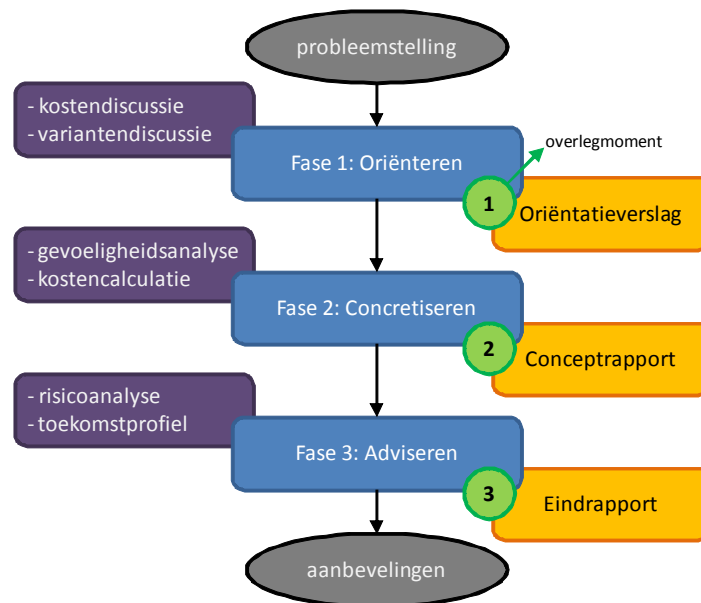 probleemstelling
- kostendiscussie
- variantendiscussie
Fase 1: Oriënteren
overlegmoment
1
Oriëntatieverslag
- gevoeligheidsanalyse
- kostencalculatie
Fase 2: Concretiseren
2
Conceptrapport
- risicoanalyse
- toekomstprofiel
Fase 3: Adviseren
3
Eindrapport
aanbevelingen